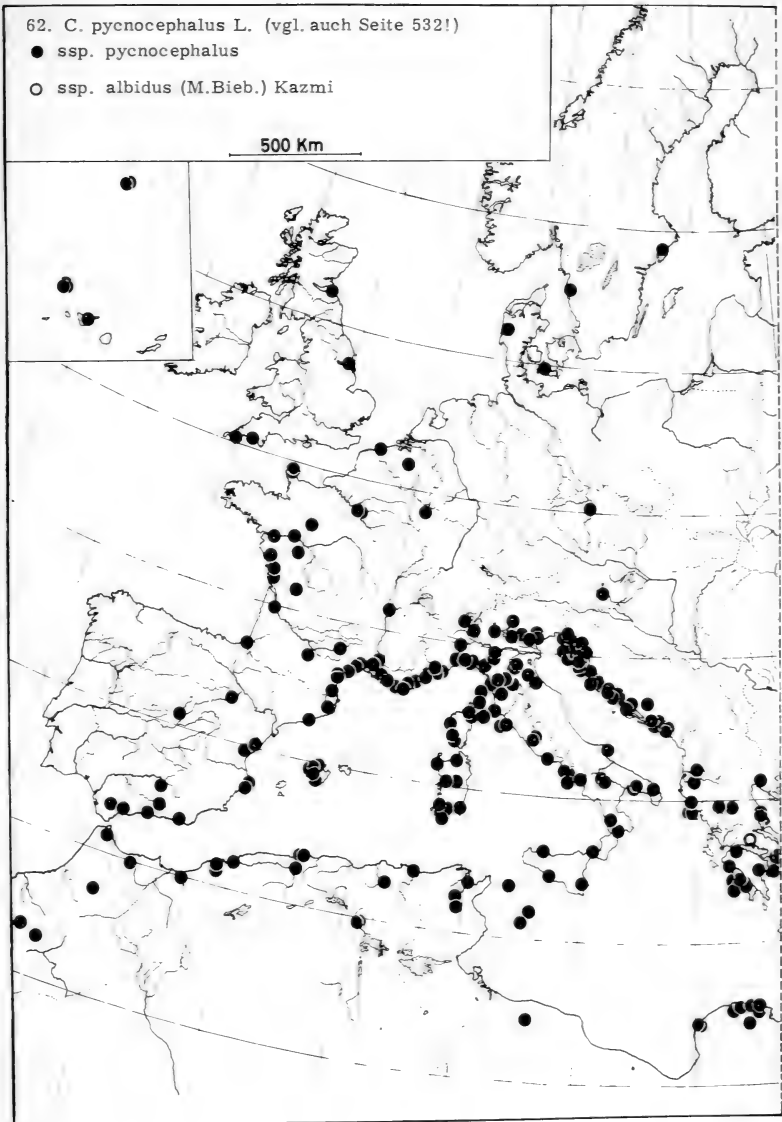 62. C. pycnocephalus L. (vgl. auch Seite 532!)
● ssp. pycnocephalus
○ ssp. albidus (M.Bieb.) Kazmi
500 Km